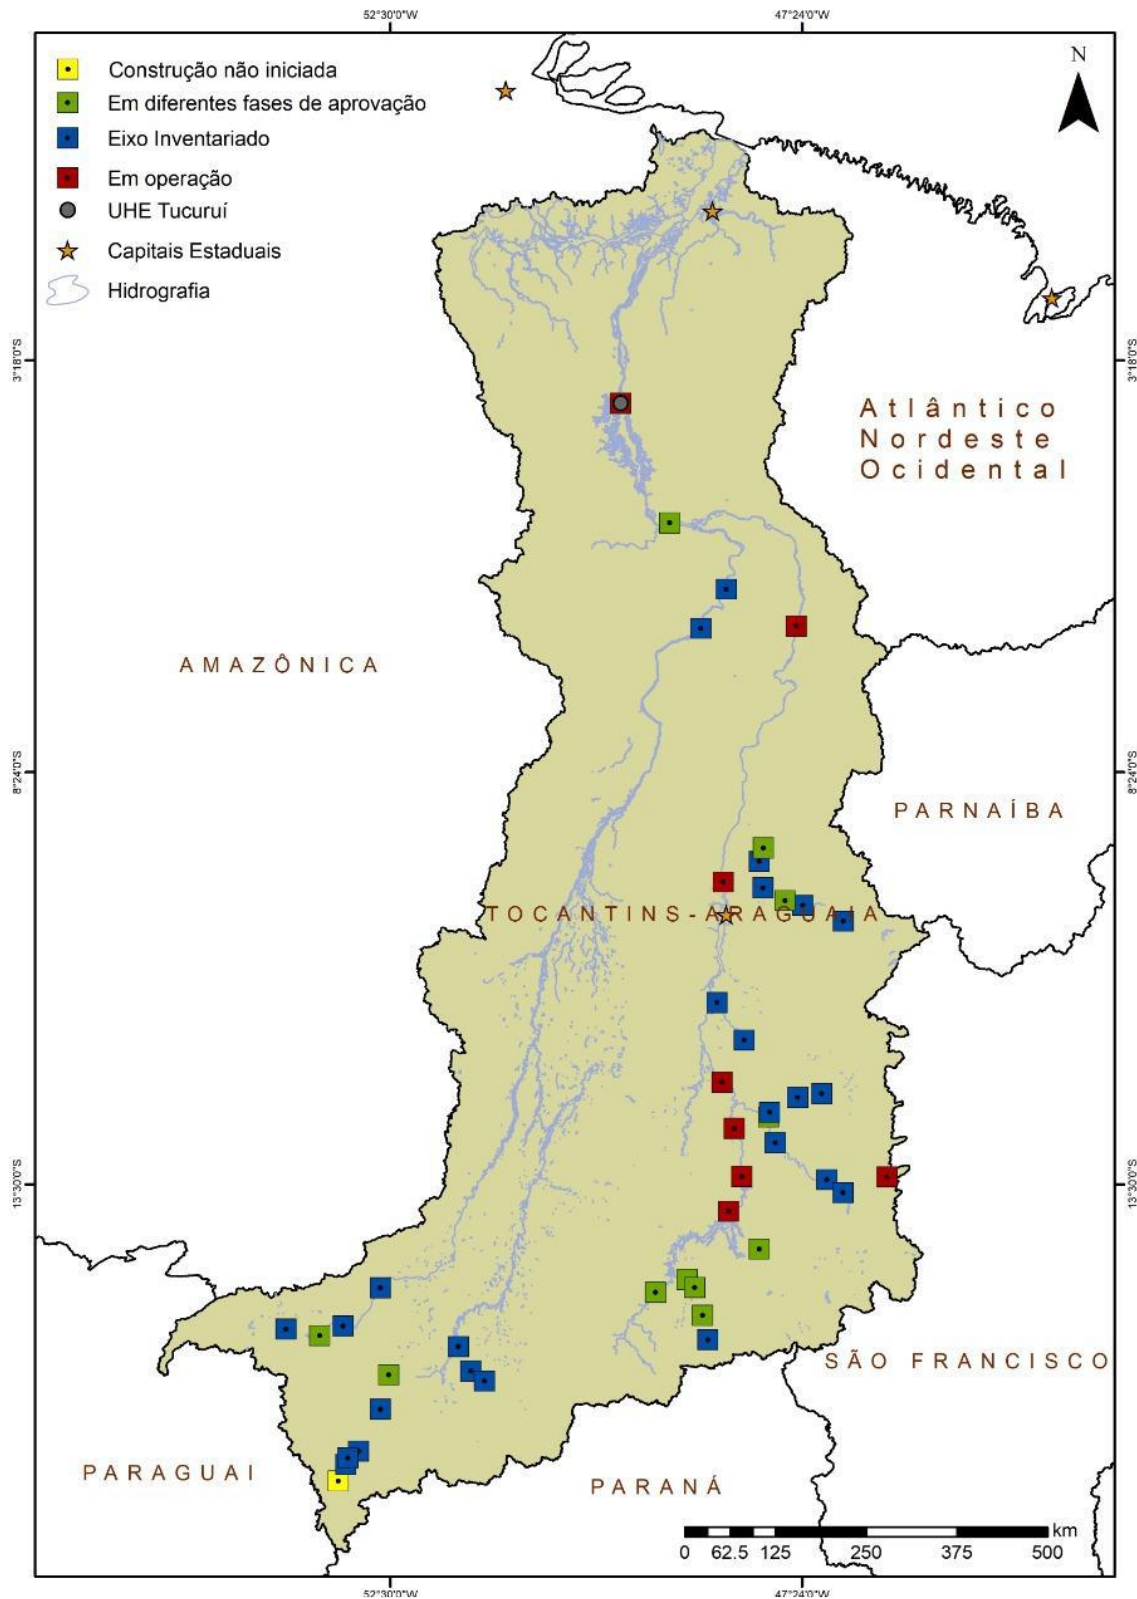 52°30'0"W 47°24'0"W
Construção não iniciada
Em diferentes fases de aprovação
Eixo Inventariado
Em operação
UHE Tucuruí
Capitais Estaduais
Hidrografia
N
3°18'0"S 3°18'0"S
Atlântico
Nordeste
Ocidental
AMAZÔNICA
8°24'0"S 8°24'0"S
PARNAÍBA
TOCANTINS-ARAGUAIA
13°30'0"S 13°30'0"S
SÃO FRANCISCO
PARAGUAI
PARANÁ
km
0 62.5 125 250 375 500
52°30'0"W 47°24'0"W